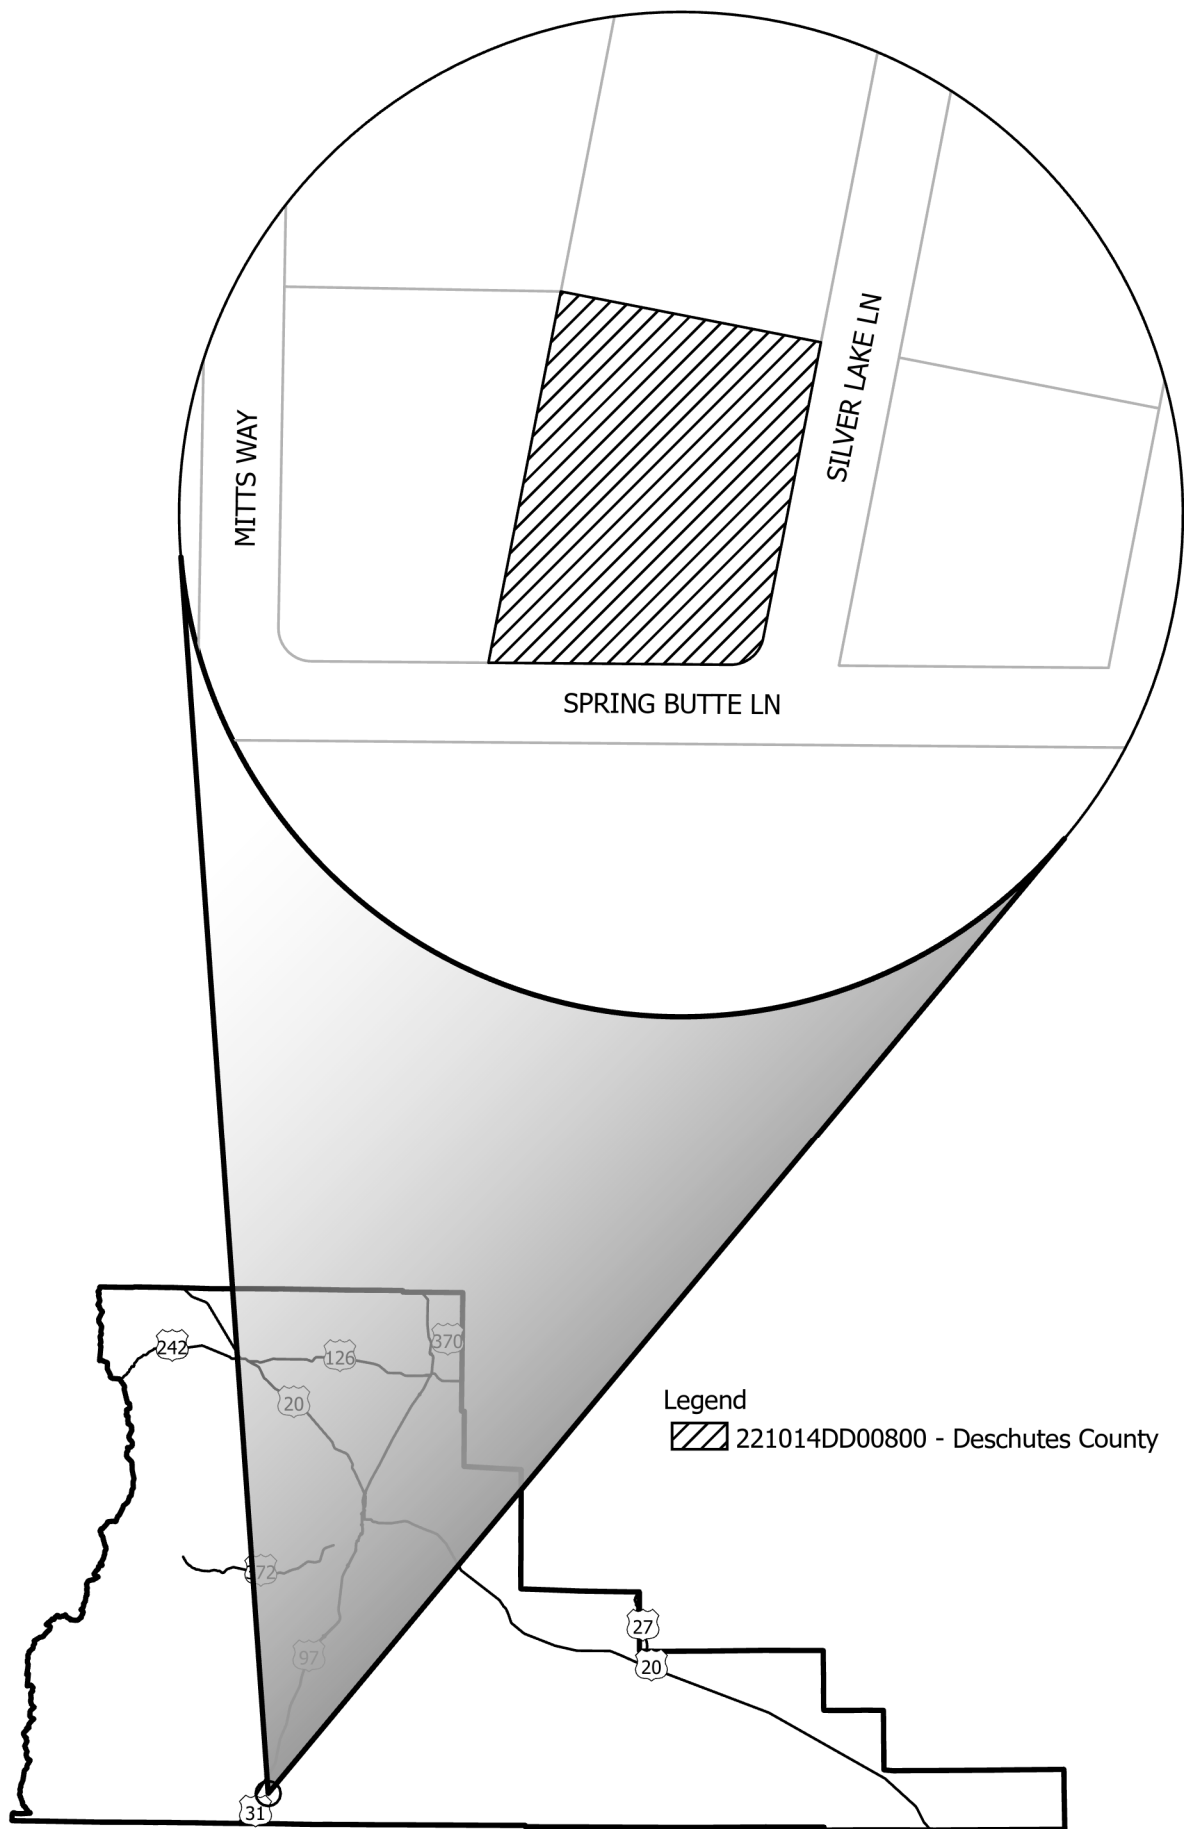 SILVER LAKE LN
MITTS WAY
SPRING BUTTE LN
370
242
126
20
Legend
221014DD00800 - Deschutes County
372
27
97
20
31